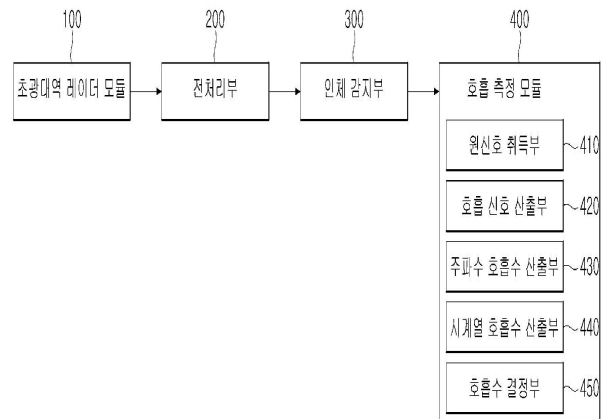 100
200
300
400
초광대역 레이더 모듈
전처리부
인체 감지부
호흡 측정 모듈
원신호 취득부
410
호흡 신호 산출부
420
주파수 호흡수 산출부
430
시계열 호흡수 산출부
440
호흡수 결정부
450